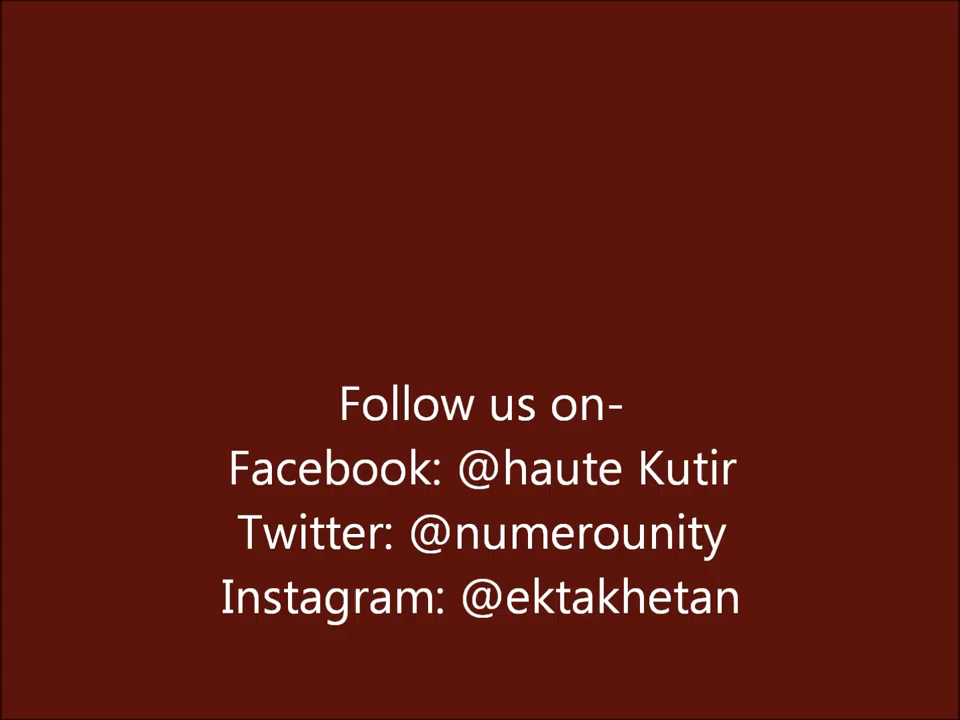 Follow us on-
Facebook: @haute Kutir
Twitter: @numerounity
Instagram: @ektakhetan